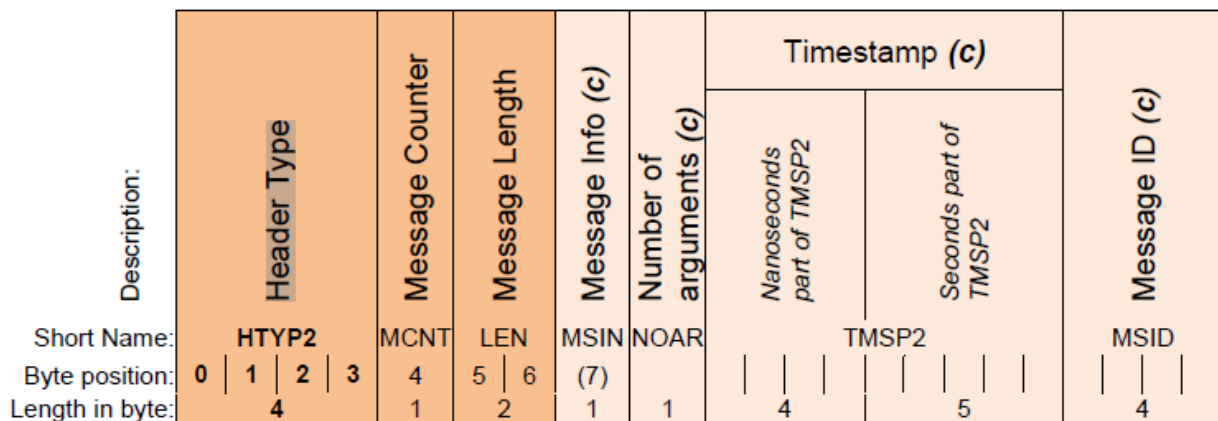 Timestamp (c)
Description:
Header Type
Message Counter
Message Length
Message Info (c)
Number of
arguments (c)
Nanoseconds
part of TMSP2
Seconds part of
TMSP2
Message ID (c)
Short Name: HTYP2 MCNT LEN MSIN NOAR TMSP2 MSID
Byte position: 0 1 2 3 4 5 6 (7)
Length in byte: 4 1 2 1 1 4 5 4